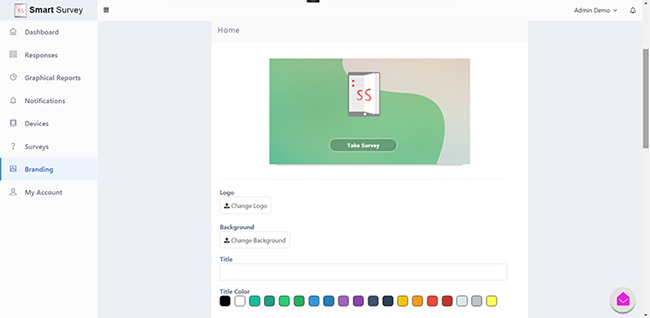 Smart Survey
Admin Demo
Dashboard
Responses
Graphical Reports
Notifications
Devices
Surveys
Branding
My Account
Home
SS
Take Survey
Logo
Change Logo
Background
Change Background
Title
Title Color